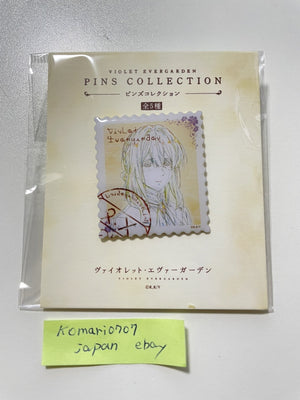 VIOLET EVERGARDEN
PINS COLLECTION
ピンズコレクション
全5種
Violet
Evergarden
ヴァイオレット・エヴァーガーデン
VIOLET EVERGARDEN
komari0707
japan ebay